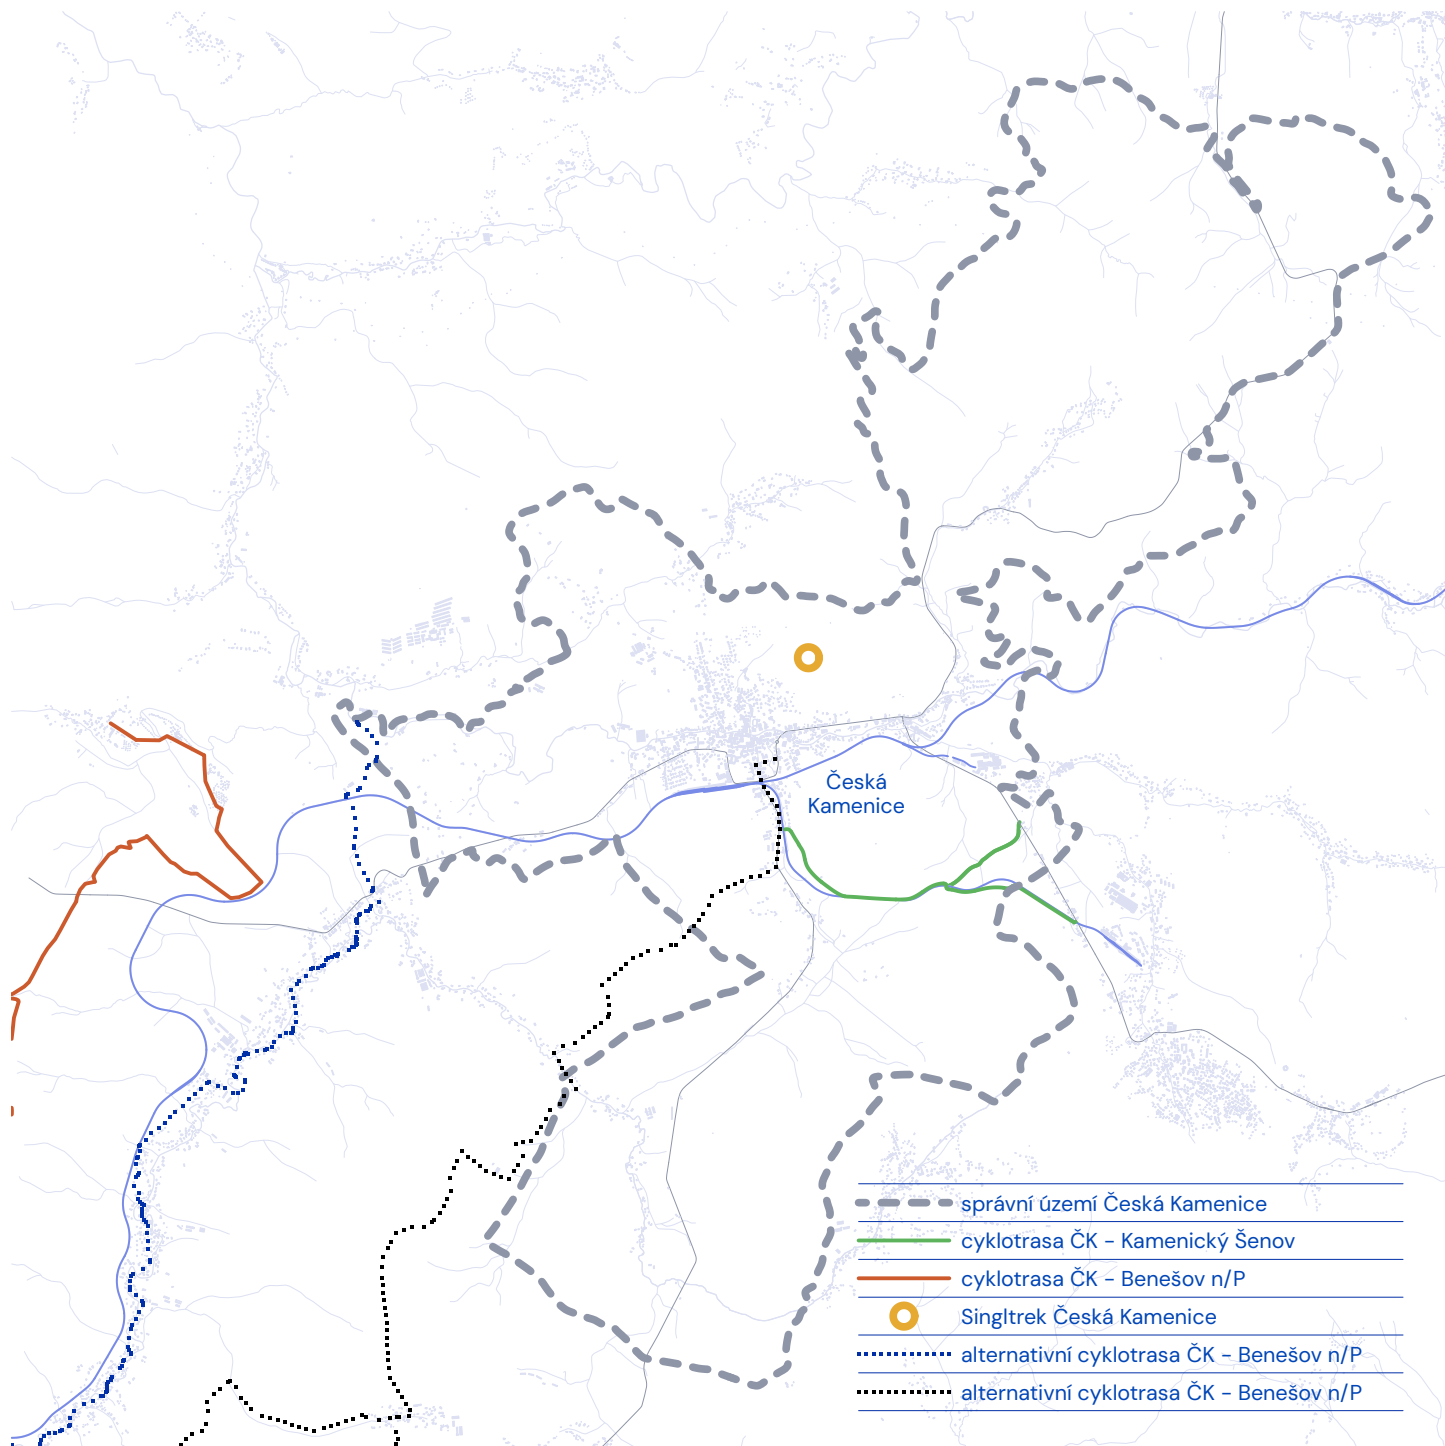 Česká
Kamenice
správní území Česká Kamenice
cyklotrasa ČK - Kamenický Šenov
cyklotrasa ČK - Benešov n/P
Singltrek Česká Kamenice
alternativní cyklotrasa ČK - Benešov n/P
alternativní cyklotrasa ČK - Benešov n/P